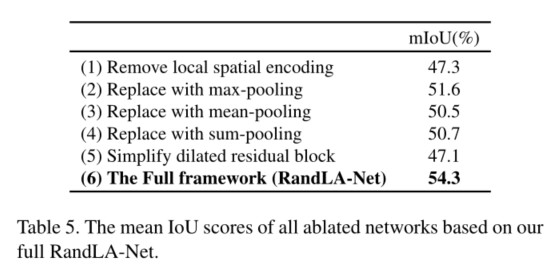 mIoU(%)
(1) Remove local spatial encoding 47.3
(2) Replace with max-pooling 51.6
(3) Replace with mean-pooling 50.5
(4) Replace with sum-pooling 50.7
(5) Simplify dilated residual block 47.1
(6) The Full framework (RandLA-Net) 54.3
Table 5. The mean IoU scores of all ablated networks based on our
full RandLA-Net.